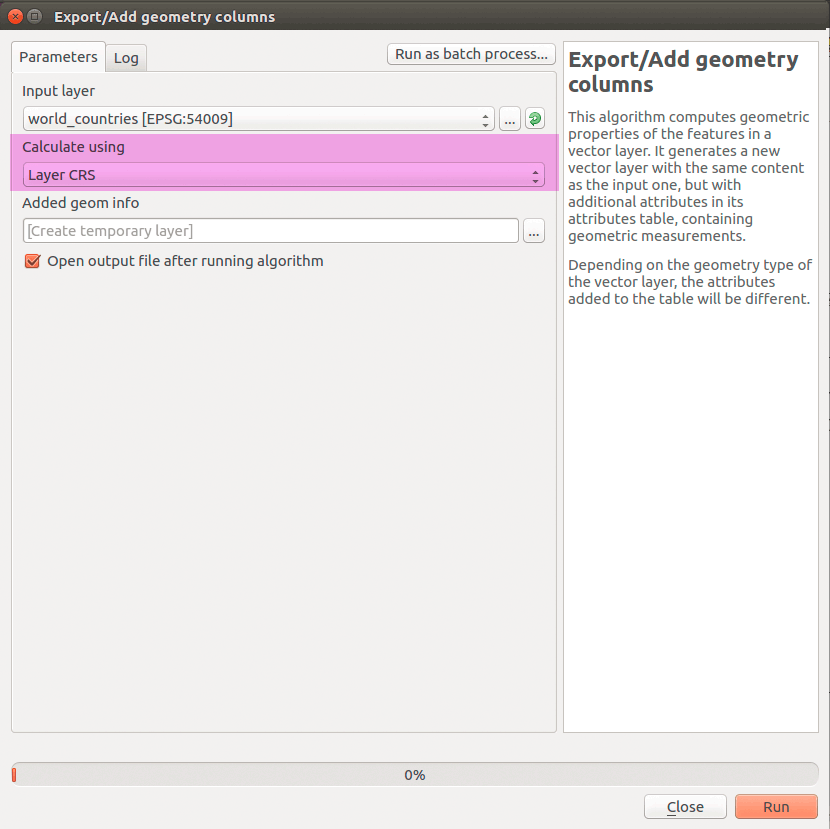 Export/Add geometry columns
Parameters
Log
Run as batch process...
Input layer
world_countries [EPSG:54009]
...
Calculate using
Layer CRS
Added geom info
[Create temporary layer]
...
Open output file after running algorithm
Export/Add geometry
columns
This algorithm computes geometric
properties of the features in a
vector layer. It generates a new
vector layer with the same content
as the input one, but with
additional attributes in its
attributes table, containing
geometric measurements.
Depending on the geometry type of
the vector layer, the attributes
added to the table will be different.
0%
Close
Run